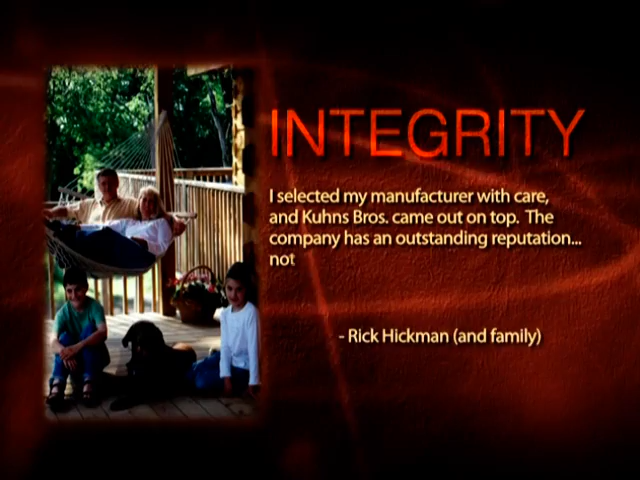 INTEGRITY
I selected my manufacturer with care,
and Kuhns Bros. came out on top. The
company has an outstanding reputation...
not
- Rick Hickman (and family)